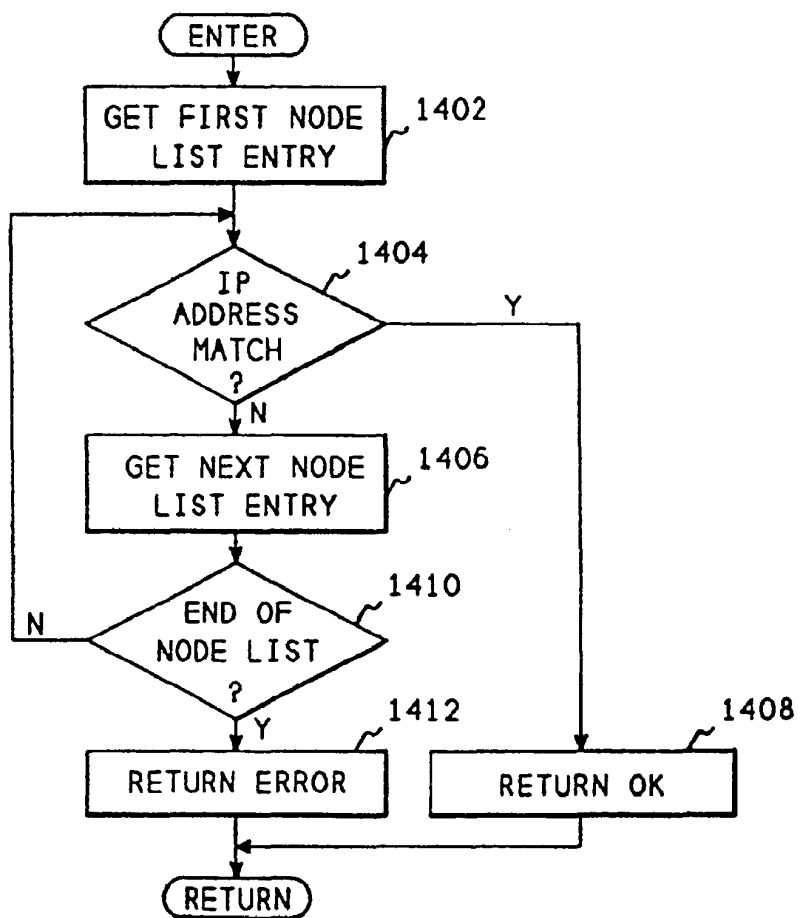 ENTER
GET FIRST NODE
LIST ENTRY
1402
IP
ADDRESS
MATCH
?
1404
Y
N
GET NEXT NODE
LIST ENTRY
1406
END OF
NODE LIST
?
1410
N
Y
RETURN ERROR
1412
RETURN OK
1408
RETURN